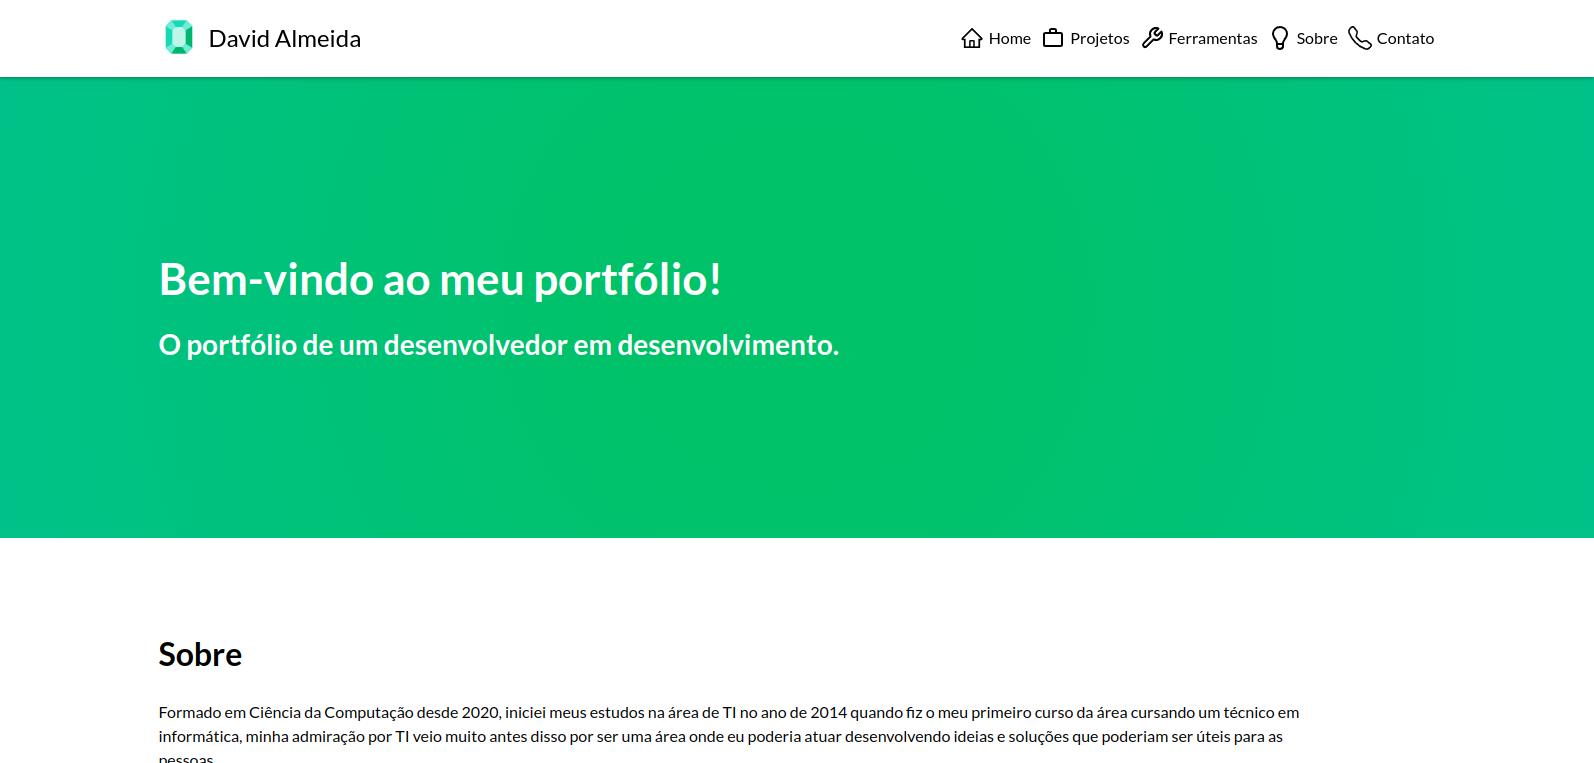 David Almeida
Home Projetos Ferramentas Sobre Contato
Bem-vindo ao meu portfólio!
O portfólio de um desenvolvedor em desenvolvimento.
Sobre
Formado em Ciência da Computação desde 2020, iniciei meus estudos na área de TI no ano de 2014 quando fiz o meu primeiro curso da área cursando um técnico em
informática, minha admiração por TI veio muito antes disso por ser uma área onde eu poderia atuar desenvolvendo ideias e soluções que poderiam ser úteis para as
pessoas